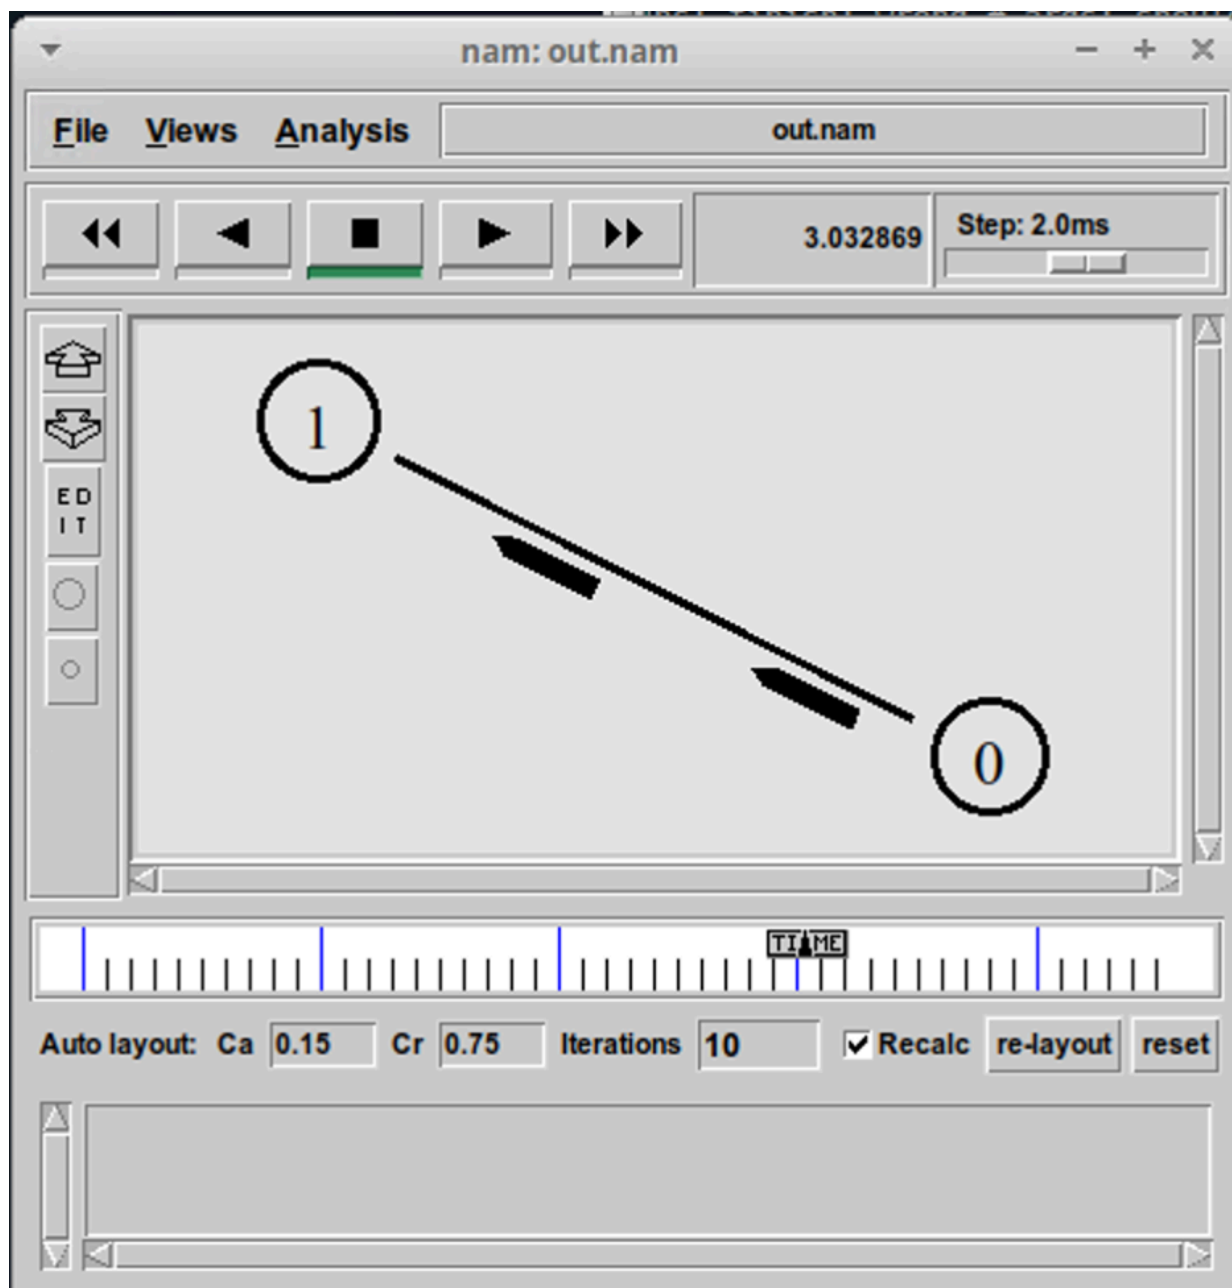 nam: out.nam
File Views Analysis out.nam
3.032869 Step: 2.0ms
1
E D
I T
0
TIME
Auto layout: Ca 0.15 Cr 0.75 Iterations 10 Recalc re-layout reset